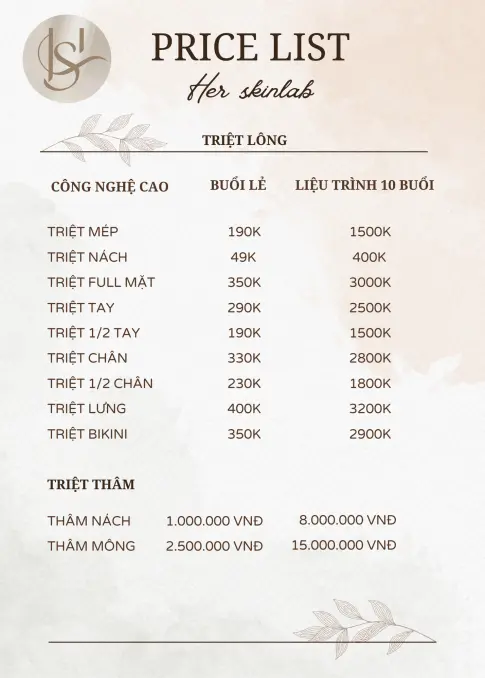 PRICE LIST
Her skinlab
TRIỆT LÔNG
CÔNG NGHỆ CAO BUỔI LẺ LIỆU TRÌNH 10 BUỔI
TRIỆT MÉP 190K 1500K
TRIỆT NÁCH 49K 400K
TRIỆT FULL MẶT 350K 3000K
TRIỆT TAY 290K 2500K
TRIỆT 1/2 TAY 190K 1500K
TRIỆT CHÂN 330K 2800K
TRIỆT 1/2 CHÂN 230K 1800K
TRIỆT LƯNG 400K 3200K
TRIỆT BIKINI 350K 2900K
TRIỆT THÂM
THÂM NÁCH 1.000.000 VNĐ 8.000.000 VNĐ
THÂM MÔNG 2.500.000 VNĐ 15.000.000 VNĐ